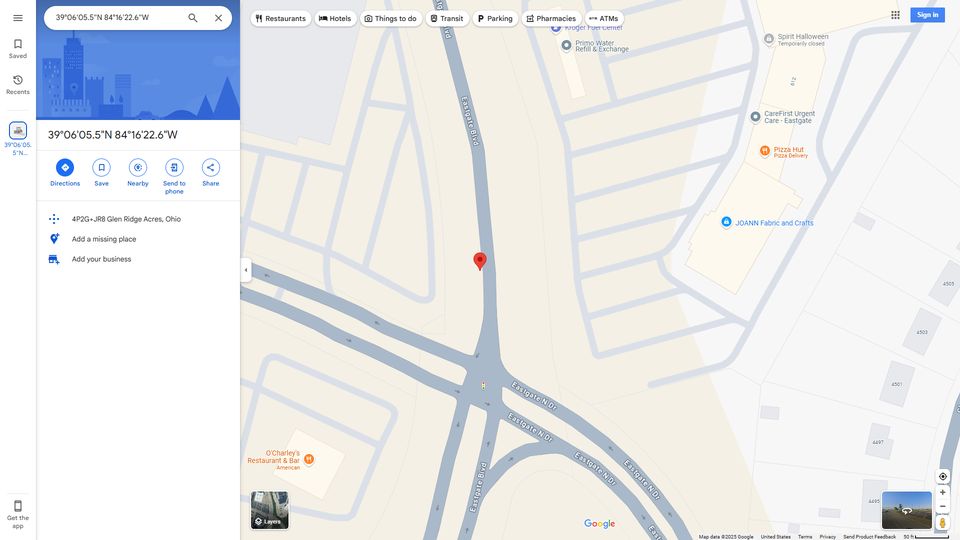 39°06'05.5"N 84°16'22.6"W
Restaurants
Hotels
Things to do
Transit
Parking
Pharmacies
ATMs
Sign in
Saved
Recents
39°06'05.
5"N...
Get the
app
39°06'05.5"N 84°16'22.6"W
Directions
Save
Nearby
Send to
phone
Share
4P2G+JR8 Glen Ridge Acres, Ohio
Add a missing place
Add your business
Kroger Fuel Center
Primo Water
Refill & Exchange
Spirit Halloween
Temporarily closed
612
CareFirst Urgent
Care - Eastgate
Pizza Hut
Pizza Delivery
JOANN Fabric and Crafts
Eastgate Blvd
Eastgate N Dr
Eastgate N Dr
Eastgate N Dr
Eastgate N Dr
Eastgate Blvd
O'Charley's
Restaurant & Bar
American
4505
4503
4501
4497
4495
Layers
Google
Map data ©2025 Google
United States
Terms
Privacy
Send Product Feedback
50 ft